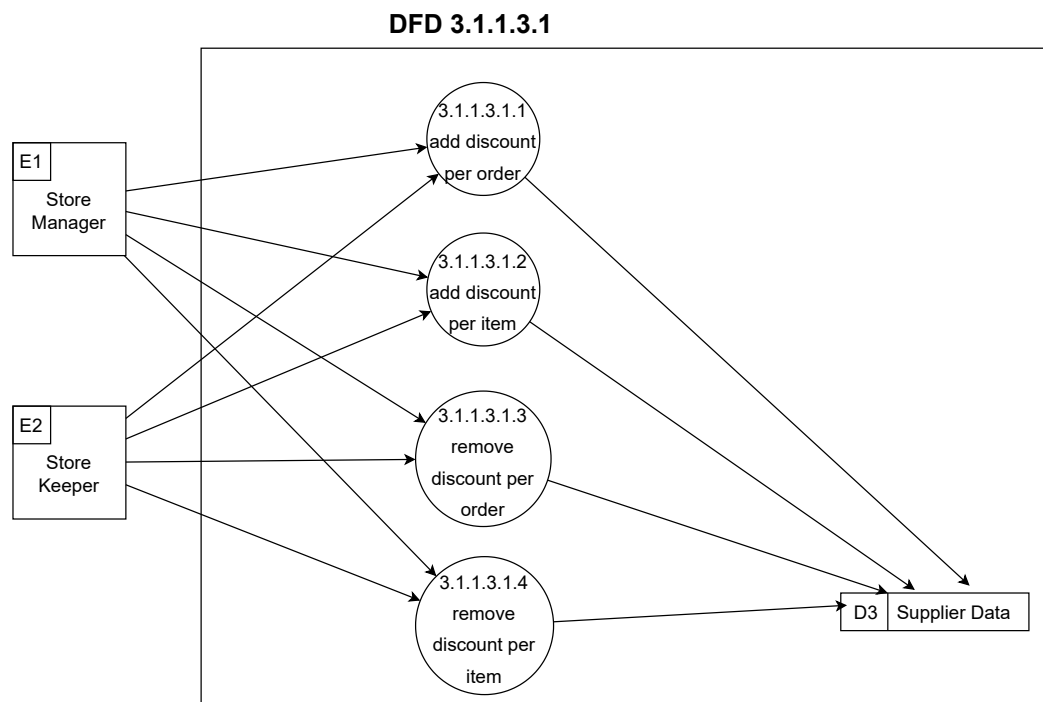 DFD 3.1.1.3.1
3.1.1.3.1.1
add discount
per order
E1
Store
Manager
3.1.1.3.1.2
add discount
per item
E2
Store
Keeper
3.1.1.3.1.3
remove
discount per
order
3.1.1.3.1.4
remove
discount per
item
D3 Supplier Data